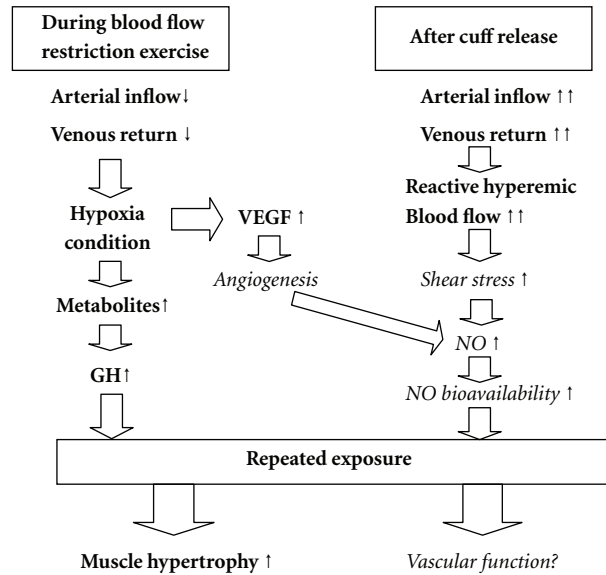 During blood flow
restriction exercise
Arterial inflow↓
Venous return ↓
Hypoxia
condition
Metabolites↑
GH↑
VEGF ↑
Angiogenesis
After cuff release
Arterial inflow ↑↑
Venous return ↑↑
Reactive hyperemic
Blood flow ↑↑
Shear stress ↑
NO ↑
NO bioavailability ↑
Repeated exposure
Muscle hypertrophy ↑
Vascular function?